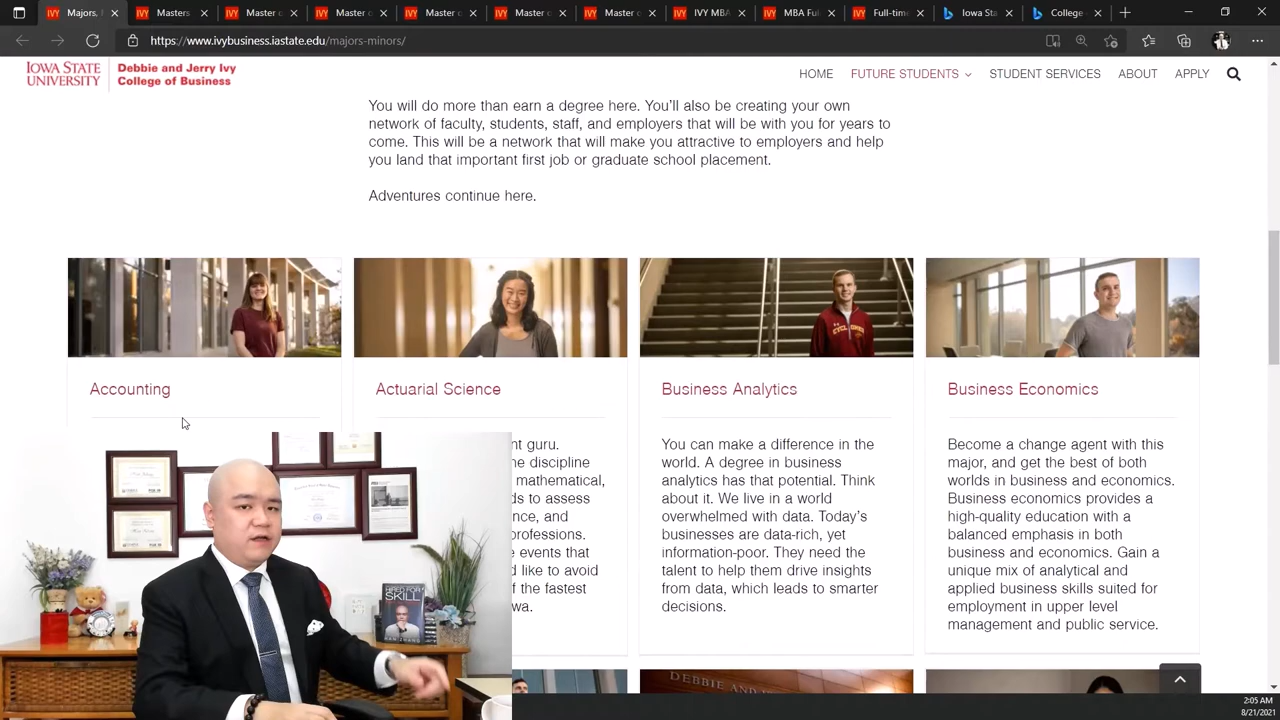 Majors,
Masters
Master o
Master o
Master o
Master o
IVY MBA
MBA Ful
Full-time
Iowa Sta
College
https://www.ivybusiness.iastate.edu/majors-minors/
IOWA STATE
UNIVERSITY
Debbie and Jerry Ivy
College of Business
HOME
FUTURE STUDENTS
STUDENT SERVICES
ABOUT
APPLY
You will do more than earn a degree here. You'll also be creating your own
network of faculty, students, staff, and employers that will be with you for years to
come. This will be a network that will make you attractive to employers and help
you land that important first job or graduate school placement.
Adventures continue here.
Accounting
Actuarial Science
nt guru.
ne discipline
mathematical,
ds to assess
nce, and
professions.
e events that
d like to avoid
of the fastest
wa.
Business Analytics
You can make a difference in the
world. A degree in business
analytics has that potential. Think
about it. We live in a world
overwhelmed with data. Today's
businesses are data-rich, yet
information-poor. They need the
talent to help them drive insights
from data, which leads to smarter
decisions.
Business Economics
Become a change agent with this
major, and get the best of both
worlds in business and economics.
Business economics provides a
high-quality education with a
balanced emphasis in both
business and economics. Gain a
unique mix of analytical and
applied business skills suited for
employment in upper level
management and public service.
CYCLONES
SKILL
2:05 AM
8/21/2021